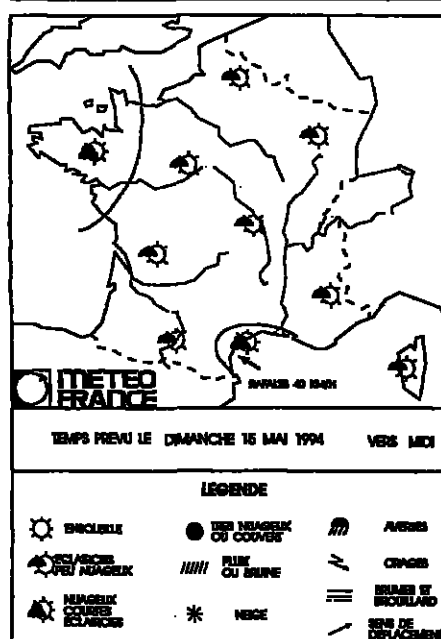 RAFALES 40 KM/H
METEO
FRANCE
TEMPS PREVU LE DIMANCHE 15 MAI 1994 VERS MIDI
LÉGENDE
ENSOLEILLE
ECLAIRCIES
PEU NUAGEUX
NUAGEUX
COURTES
ECLAIRCIES
TRES NUAGEUX
OU COUVERT
PLUIE
OU BRUINE
NEIGE
AVERSES
ORAGES
BRUMES ET
BROUILLARD
SENS DE
DEPLACEMENT